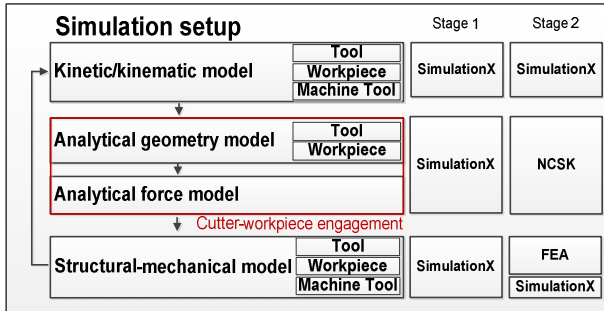 Simulation setup
Stage 1
Stage 2
Kinetic/kinematic model
Tool
Workpiece
Machine Tool
SimulationX
SimulationX
Analytical geometry model
Tool
Workpiece
Analytical force model
SimulationX
NCSK
Cutter-workpiece engagement
Structural-mechanical model
Tool
Workpiece
Machine Tool
SimulationX
FEA
SimulationX